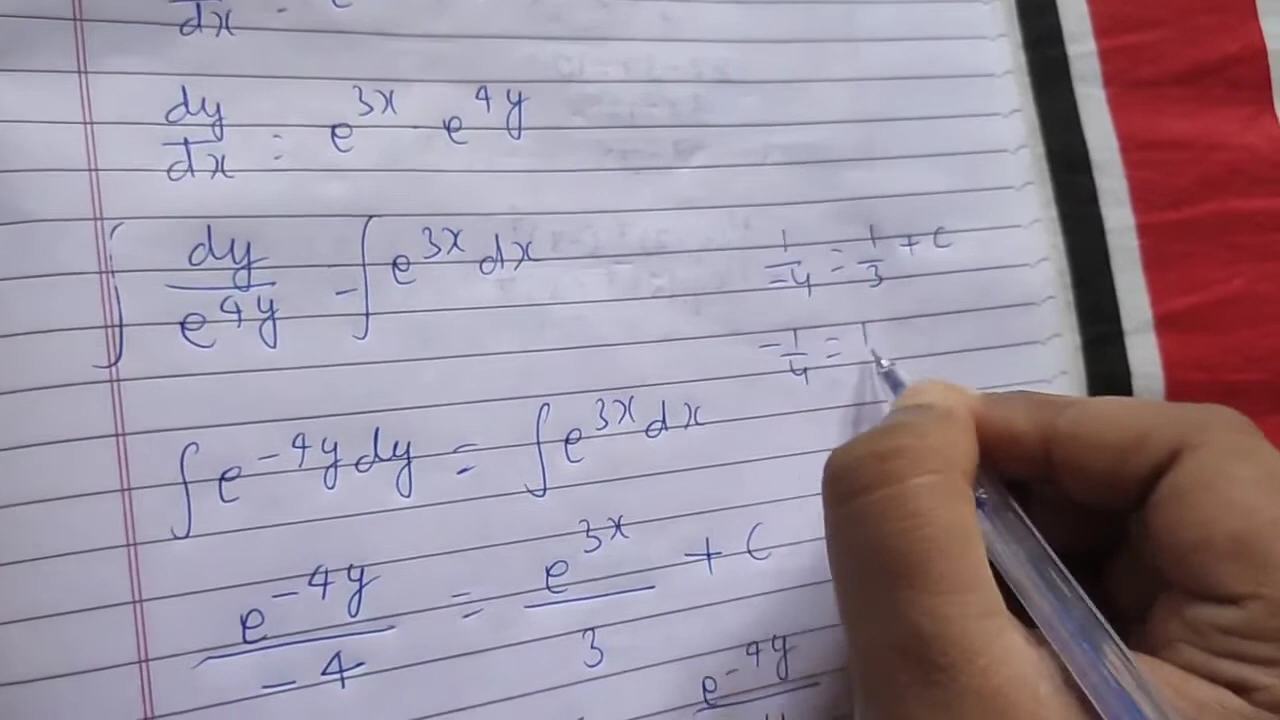 dy/dx = e^{3x} e^{4y}
∫ dy/e^{4y} = ∫ e^{3x} dx
1/-4 = 1/3 + C
-1/4 = 1
∫ e^{-4y} dy = ∫ e^{3x} dx
e^{-4y}/-4 = e^{3x}/3 + C
e^{-4y}